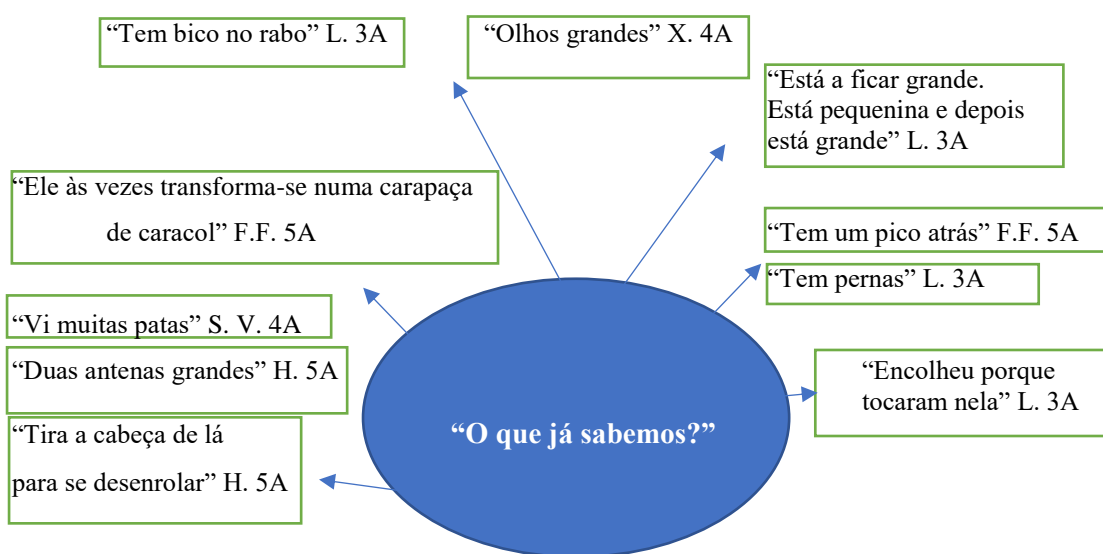 “Tem bico no rabo” L. 3A
“Olhos grandes” X. 4A
“Está a ficar grande.
Está pequenina e depois
está grande” L. 3A
“Ele às vezes transforma-se numa carapaça
de caracol” F.F. 5A
“Tem um pico atrás” F.F. 5A
“Tem pernas” L. 3A
“Vi muitas patas” S. V. 4A
“Duas antenas grandes” H. 5A
“Encolheu porque
tocaram nela” L. 3A
“Tira a cabeça de lá
para se desenrolar” H. 5A
“O que já sabemos?”